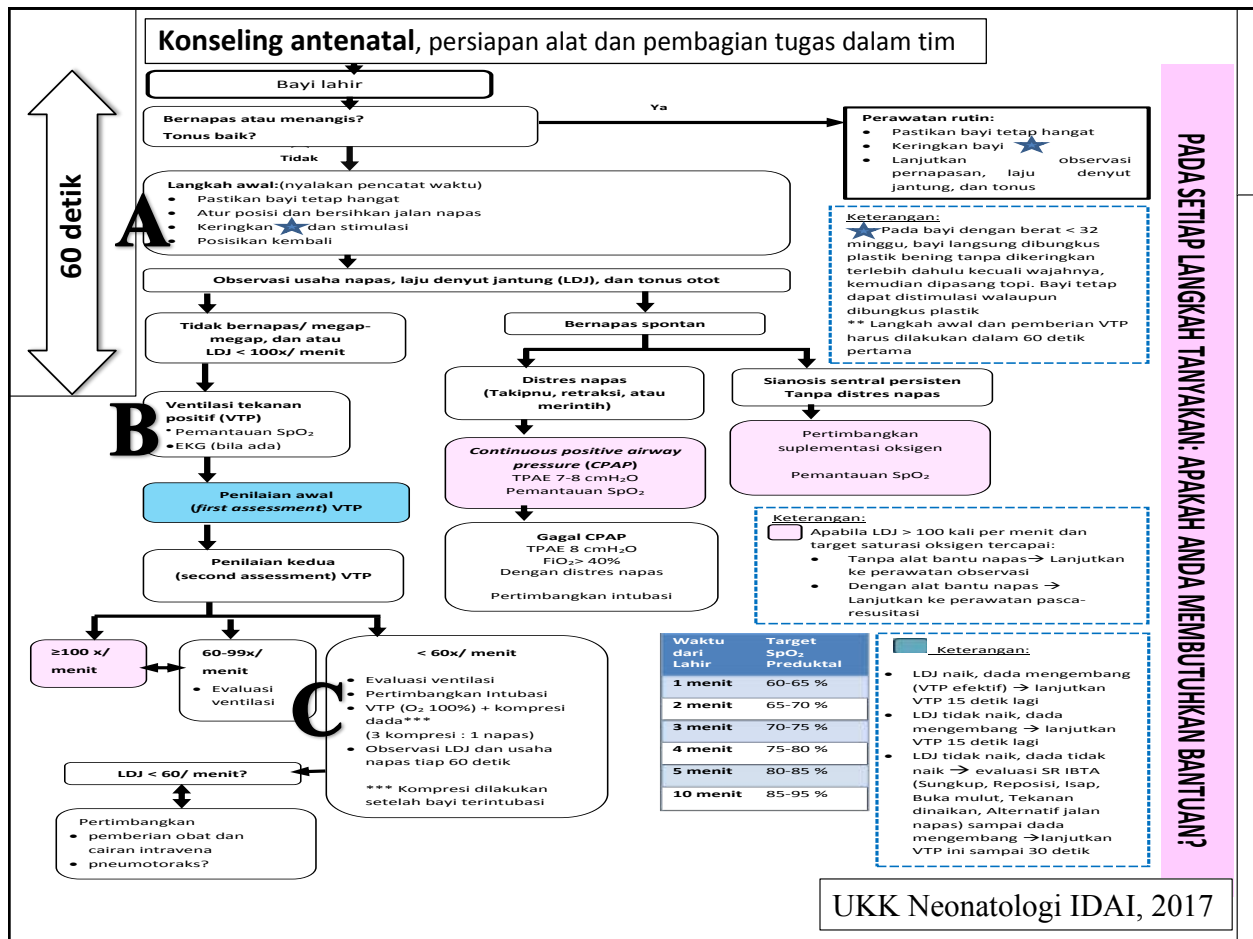 Konseling antenatal, persiapan alat dan pembagian tugas dalam tim
Bayi lahir
60 detik
Bernapas atau menangis?
Tonus baik?
Ya
Tidak
Perawatan rutin:
• Pastikan bayi tetap hangat
• Keringkan bayi
• Lanjutkan observasi
pernapasan, laju denyut
jantung, dan tonus
A
Langkah awal:(nyalakan pencatat waktu)
• Pastikan bayi tetap hangat
• Atur posisi dan bersihkan jalan napas
• Keringkan dan stimulasi
• Posisikan kembali
Keterangan:
Pada bayi dengan berat < 32
minggu, bayi langsung dibungkus
plastik bening tanpa dikeringkan
terlebih dahulu kecuali wajahnya,
kemudian dipasang topi. Bayi tetap
dapat distimulasi walaupun
dibungkus plastik
** Langkah awal dan pemberian VTP
harus dilakukan dalam 60 detik
pertama
Observasi usaha napas, laju denyut jantung (LDJ), dan tonus otot
Tidak bernapas/ megap-
megap, dan atau
LDJ < 100x/ menit
Bernapas spontan
Distres napas
(Takipnu, retraksi, atau
merintih)
Sianosis sentral persisten
Tanpa distres napas
B
Ventilasi tekanan
positif (VTP)
• Pemantauan SpO₂
• EKG (bila ada)
Continuous positive airway
pressure (CPAP)
TPAE 7-8 cmH₂O
Pemantauan SpO₂
Pertimbangkan
suplementasi oksigen
Pemantauan SpO₂
Penilaian awal
(first assessment) VTP
Penilaian kedua
(second assessment) VTP
Gagal CPAP
TPAE 8 cmH₂O
FiO₂> 40%
Dengan distres napas
Pertimbangkan intubasi
Keterangan:
Apabila LDJ > 100 kali per menit dan
target saturasi oksigen tercapai:
• Tanpa alat bantu napas→ Lanjutkan
ke perawatan observasi
• Dengan alat bantu napas →
Lanjutkan ke perawatan pasca-
resusitasi
≥100 x/
menit
60-99x/
menit
• Evaluasi
ventilasi
C
< 60x/ menit
• Evaluasi ventilasi
• Pertimbangkan Intubasi
• VTP (O₂ 100%) + kompresi
dada***
(3 kompresi : 1 napas)
• Observasi LDJ dan usaha
napas tiap 60 detik
*** Kompresi dilakukan
setelah bayi terintubasi
LDJ < 60/ menit?
Pertimbangkan
• pemberian obat dan
cairan intravena
• pneumotoraks?
Waktu dari Lahir Target SpO₂ Preduktal
1 menit 60-65 %
2 menit 65-70 %
3 menit 70-75 %
4 menit 75-80 %
5 menit 80-85 %
10 menit 85-95 %
Keterangan:
• LDJ naik, dada mengembang
(VTP efektif) → lanjutkan
VTP 15 detik lagi
• LDJ tidak naik, dada
mengembang → lanjutkan
VTP 15 detik lagi
• LDJ tidak naik, dada tidak
naik → evaluasi SR IBTA
(Sungkup, Reposisi, Isap,
Buka mulut, Tekanan
dinaikan, Alternatif jalan
napas) sampai dada
mengembang →lanjutkan
VTP ini sampai 30 detik
PADA SETIAP LANGKAH TANYAKAN: APAKAH ANDA MEMBUTUHKAN BANTUAN?
UKK Neonatologi IDAI, 2017